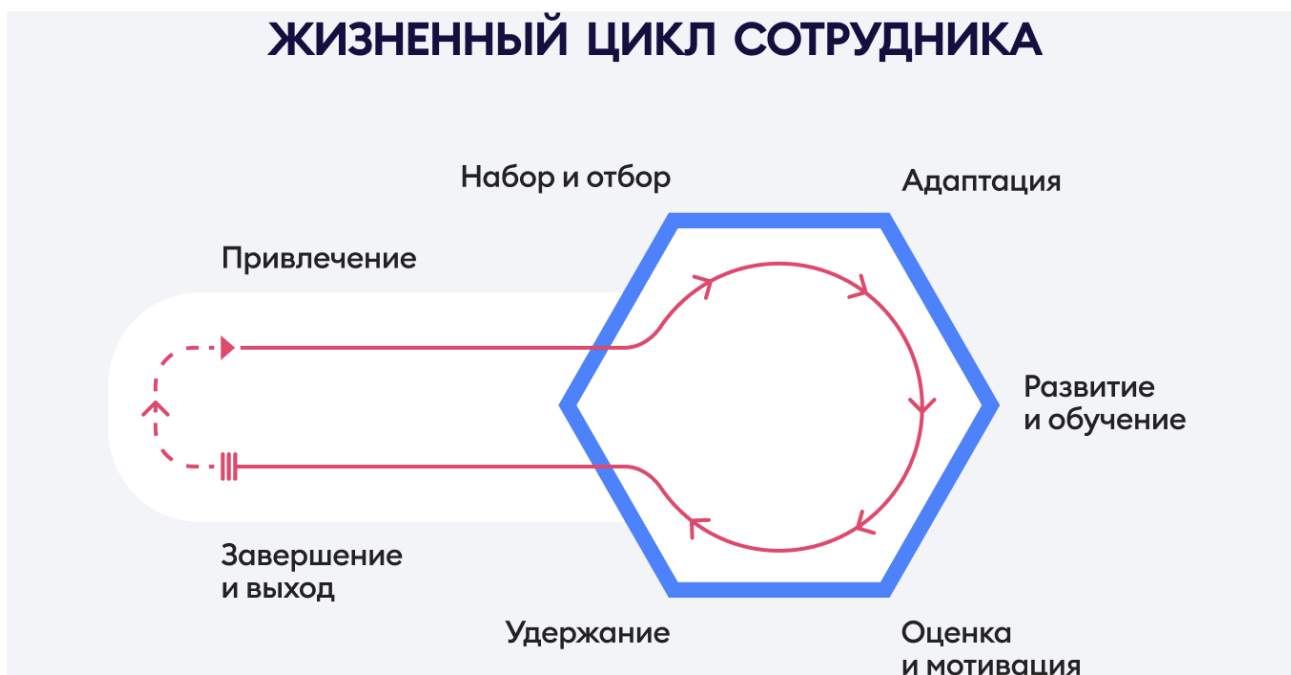 ЖИЗНЕННЫЙ ЦИКЛ СОТРУДНИКА
Набор и отбор
Адаптация
Привлечение
Развитие
и обучение
Завершение
и выход
Удержание
Оценка
и мотивация